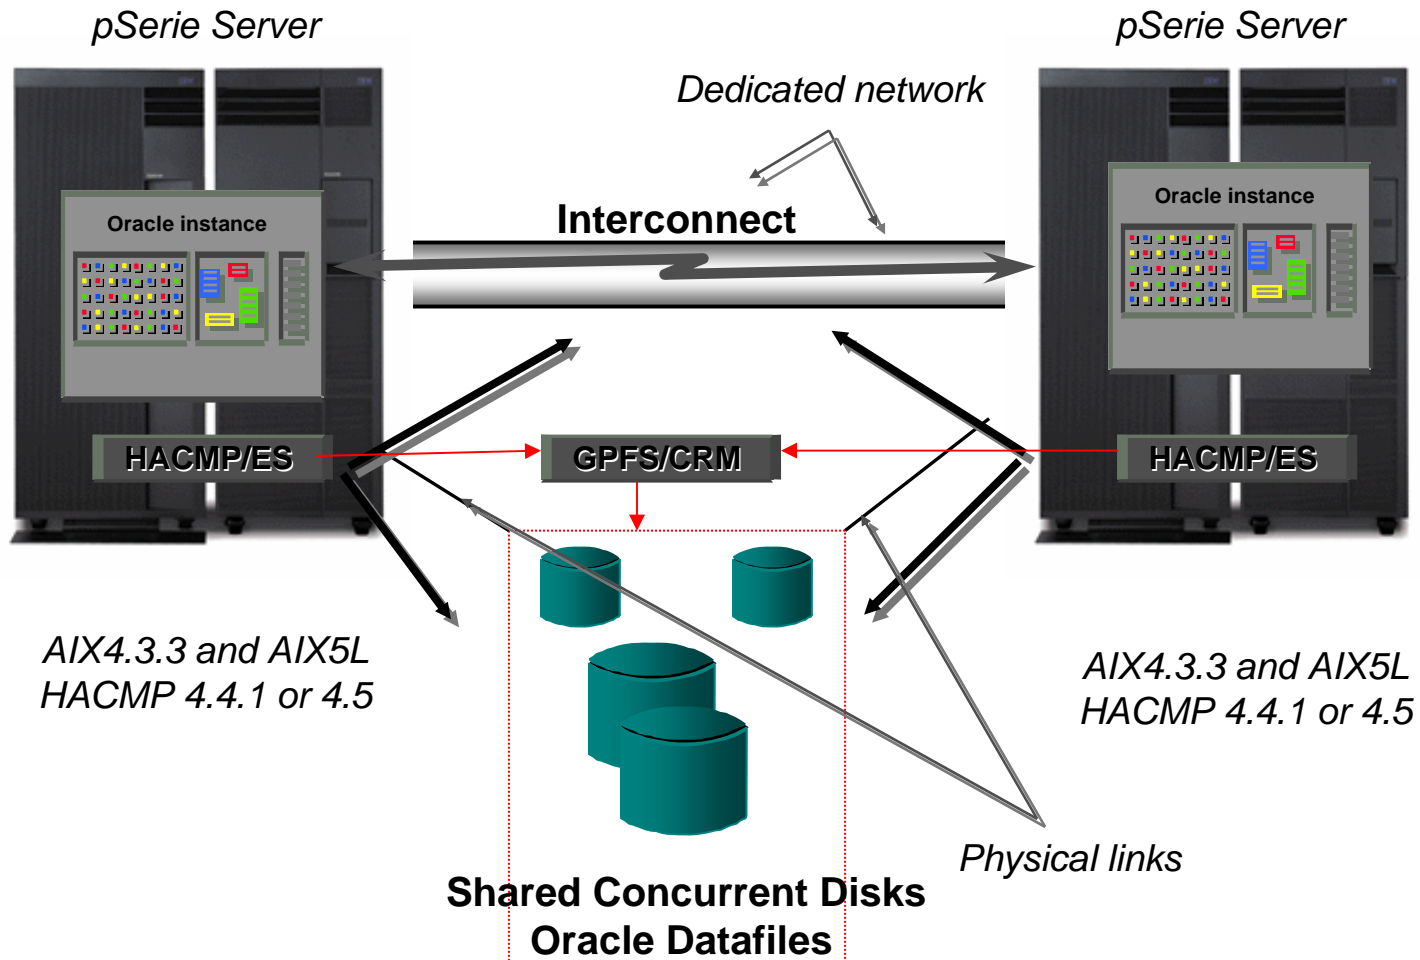 pSerie Server
pSerie Server
Dedicated network
Interconnect
Oracle instance
Oracle instance
HACMP/ES
GPFS/CRM
HACMP/ES
AIX4.3.3 and AIX5L
HACMP 4.4.1 or 4.5
AIX4.3.3 and AIX5L
HACMP 4.4.1 or 4.5
Physical links
Shared Concurrent Disks
Oracle Datafiles